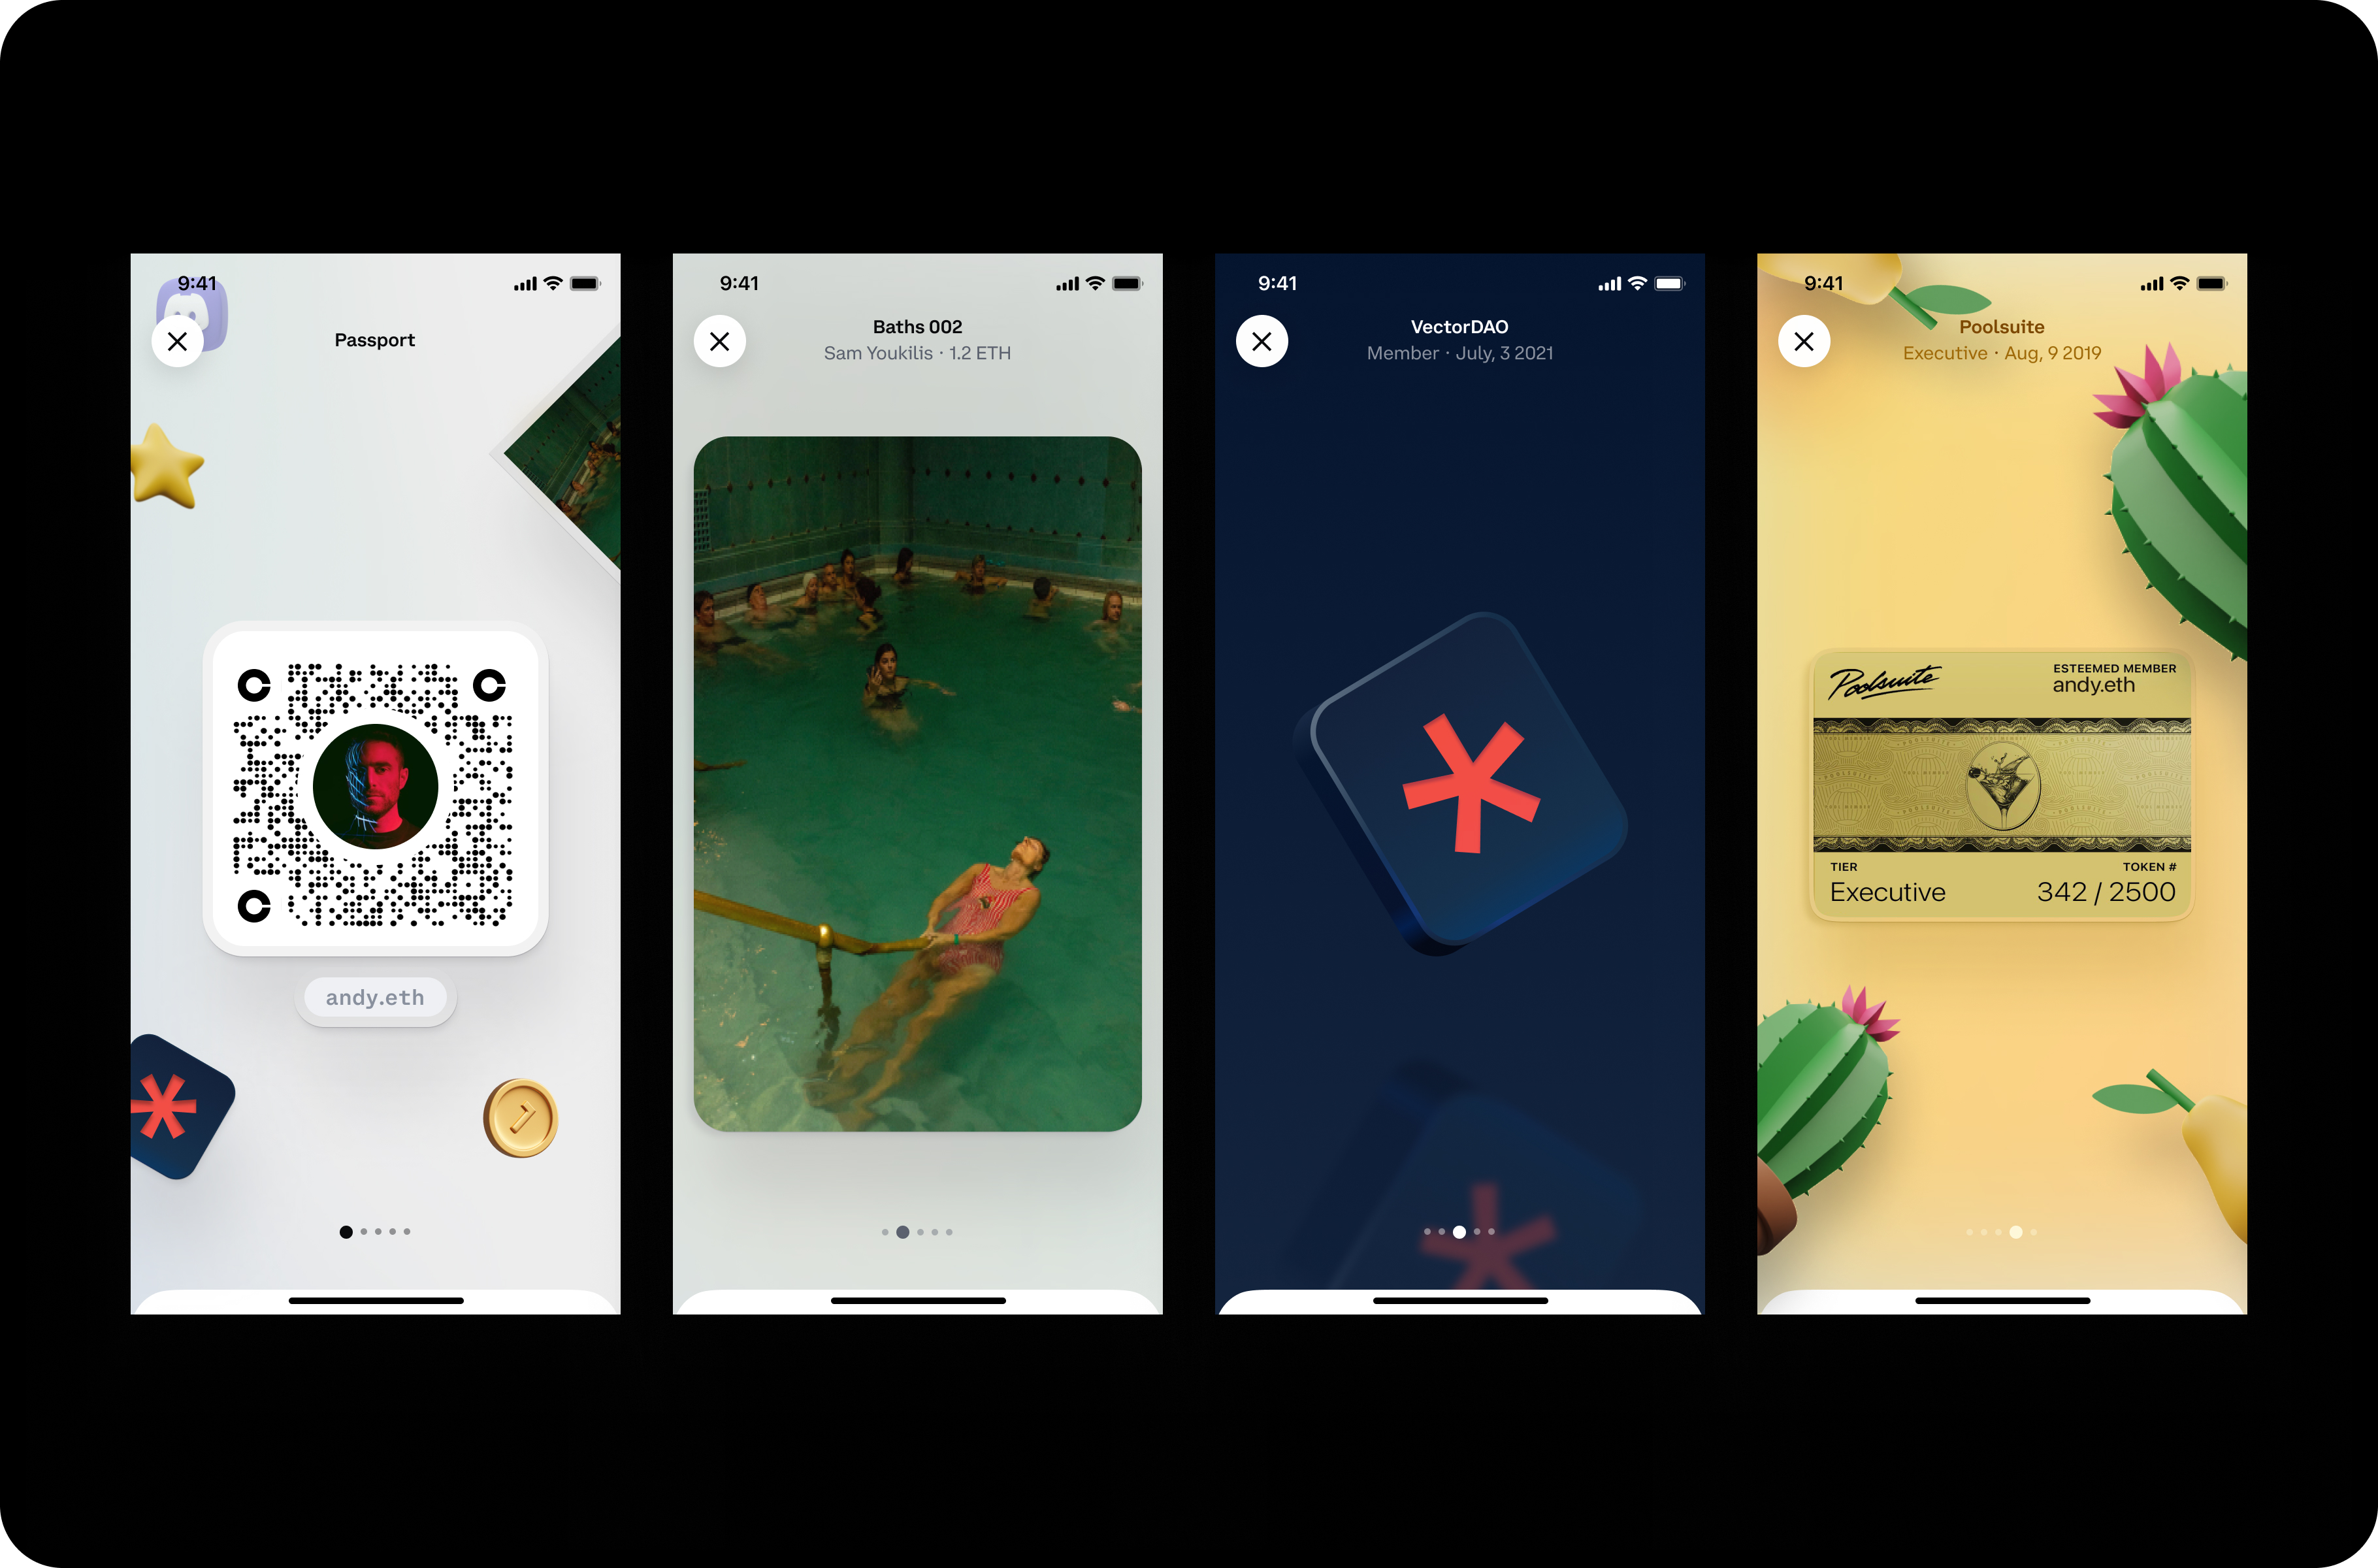 9:41
Passport
andy.eth
9:41
Baths 002
Sam Youkilis · 1.2 ETH
9:41
VectorDAO
Member · July, 3 2021
9:41
Poolsuite
Executive · Aug, 9 2019
Poolsuite
ESTEEMED MEMBER
andy.eth
TIER
TOKEN #
Executive
342 / 2500